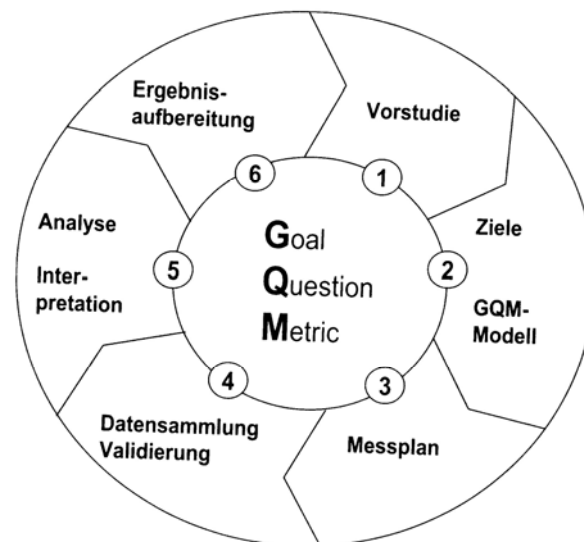 Vorstudie
1
Ziele
2
GQM-
Modell
3
Messplan
4
Datensammlung
Validierung
5
Analyse
Inter-
pretation
6
Ergebnis-
aufbereitung
Goal
Question
Metric